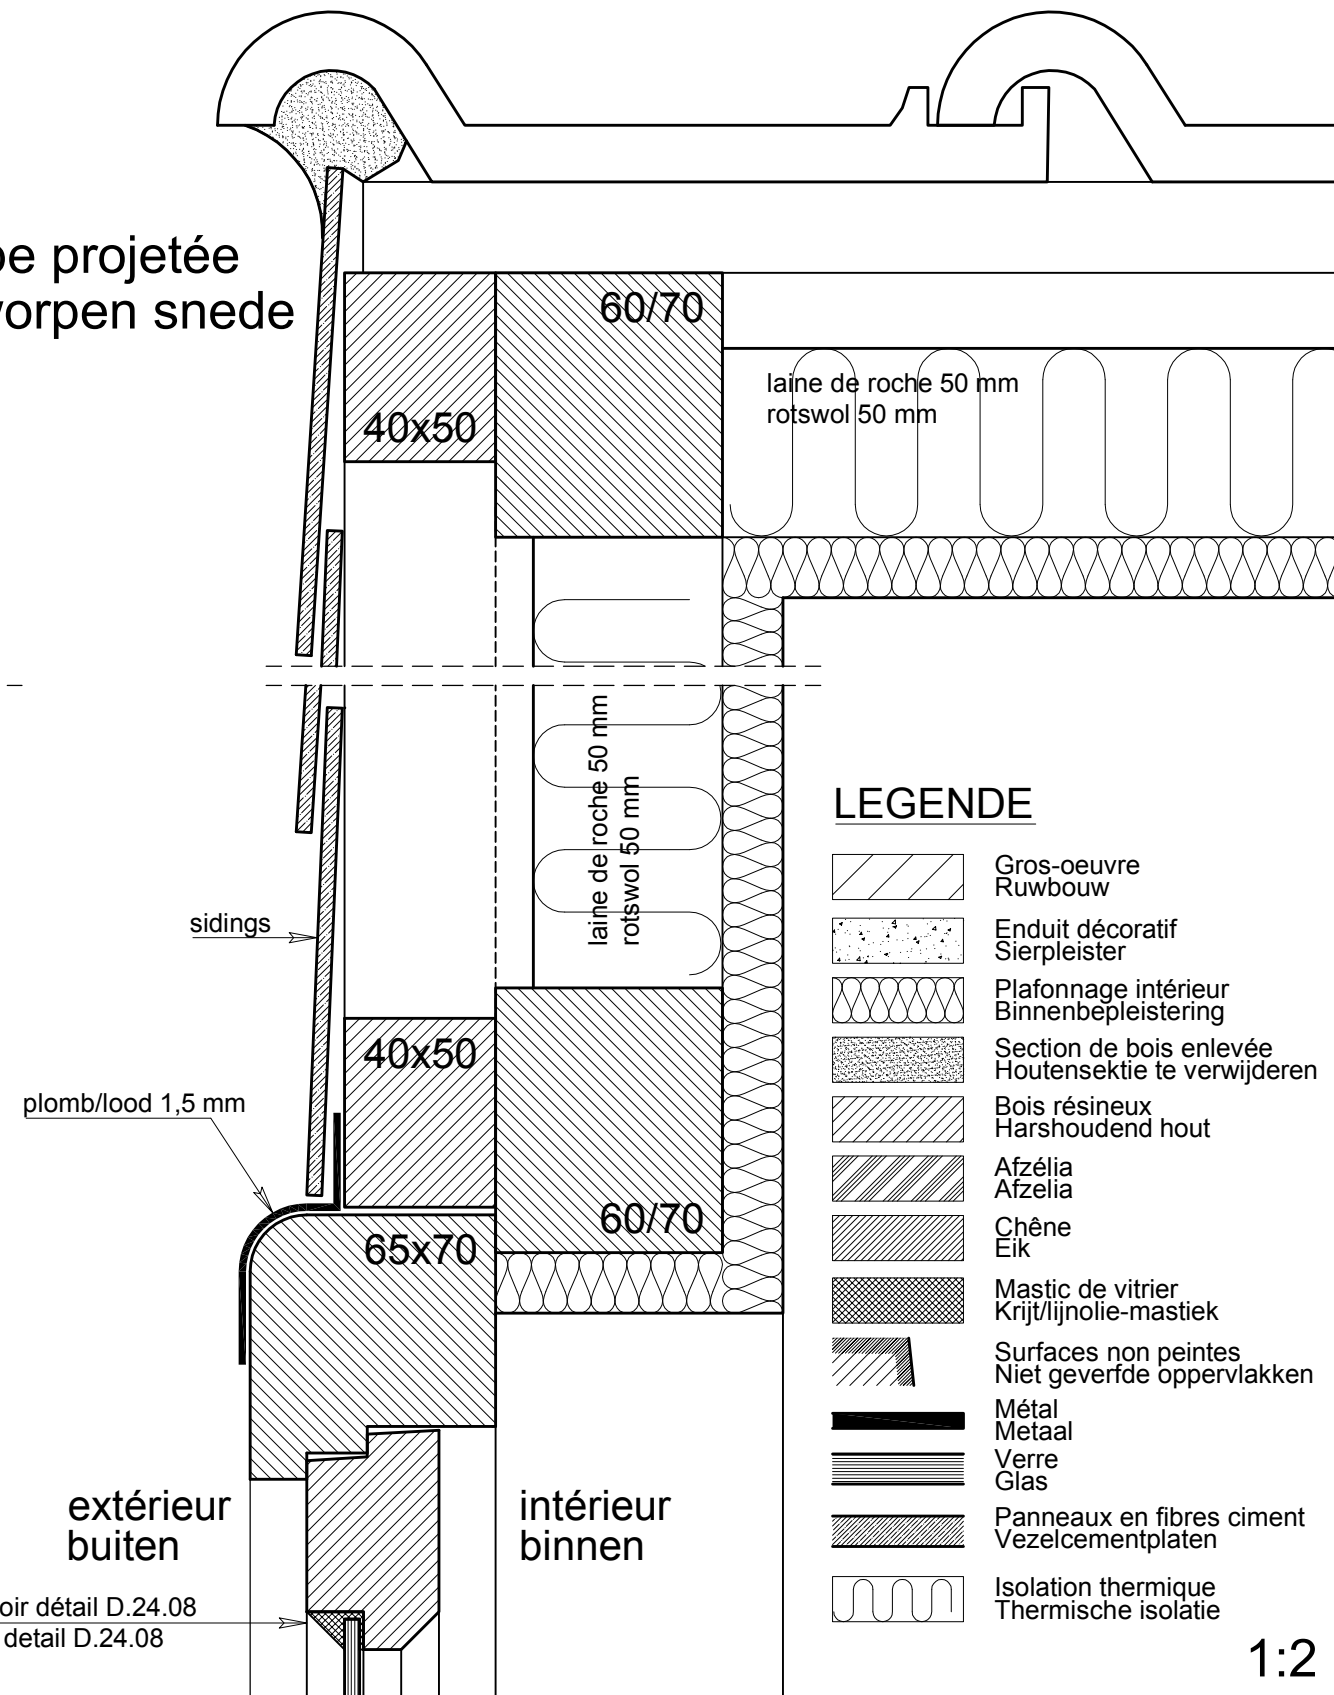 pe projetée
worpen snede
60/70
40x50
laine de roche 50 mm
rotswol 50 mm
laine de roche 50 mm
rotswol 50 mm
sidings
40x50
plomb/lood 1,5 mm
60/70
65x70
extérieur
buiten
intérieur
binnen
oir détail D.24.08
detail D.24.08
LEGENDE
Gros-oeuvre
Ruwbouw
Enduit décoratif
Sierpleister
Plafonnage intérieur
Binnenbepleistering
Section de bois enlevée
Houtensektie te verwijderen
Bois résineux
Harshoudend hout
Afzélia
Afzelia
Chêne
Eik
Mastic de vitrier
Krijt/lijnolie-mastiek
Surfaces non peintes
Niet geverfde oppervlakken
Métal
Metaal
Verre
Glas
Panneaux en fibres ciment
Vezelcementplaten
Isolation thermique
Thermische isolatie
1:2